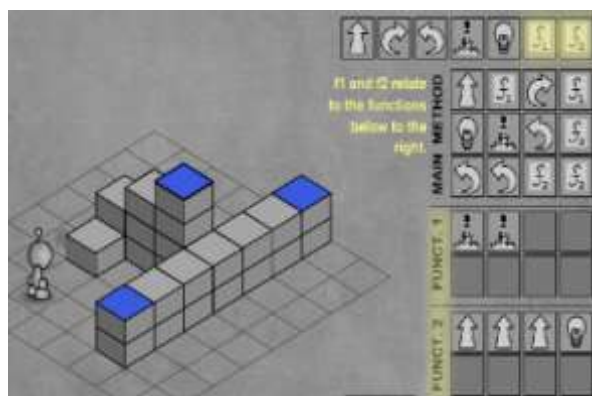 f1 and f2 relate
to the functions
below to the
right.
MAIN METHOD
FUNCT. 1
FUNCT. 2